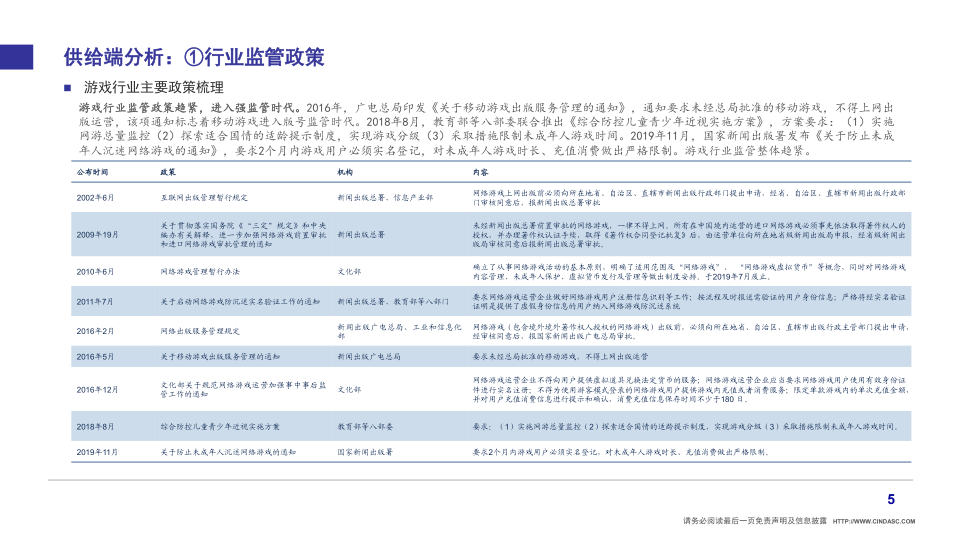 供给端分析：①行业监管政策
■ 游戏行业主要政策梳理
游戏行业监管政策趋紧，进入强监管时代。2016年，广电总局印发《关于移动游戏出版服务管理的通知》，通知要求未经总局批准的移动游戏，不得上网出
版运营，该项通知标志着移动游戏进入版号监管时代。2018年8月，教育部等八部委联合推出《综合防控儿童青少年近视实施方案》，方案要求：（1）实施
网游总量监控（2）探索适合国情的适龄提示制度，实现游戏分级（3）采取措施限制未成年人游戏时间。2019年11月，国家新闻出版署发布《关于防止未成
年人沉迷网络游戏的通知》，要求2个月内游戏用户必须实名登记，对未成年人游戏时长、充值消费做出严格限制。游戏行业监管整体趋紧。
公布时间 政策 机构 内容
2002年6月 互联网出版管理暂行规定 新闻出版总署、信息产业部 网络游戏上网出版前必须向所在地省、自治区、直辖市新闻出版行政部门提出申请，经省、自治区、直辖市新闻出版行政部
门审核同意后，报新闻出版总署审批
2009年19月 关于贯彻落实国务院《“三定”规定》和中央
编办有关解释，进一步加强网络游戏前置审批
和进口网络游戏审批管理的通知 新闻出版总署 未经新闻出版总署前置审批的网络游戏，一律不得上网。所有在中国境内运营的进口网络游戏必须事先依法取得著作权人的
授权，并办理著作权认证手续，取得《著作权合同登记批复》后，由运营单位向所在地省级新闻出版局申报，经省级新闻出
版局审核同意后报新闻出版总署审批。
2010年6月 网络游戏管理暂行办法 文化部 确立了从事网络游戏活动的基本原则，明确了适用范围及“网络游戏”、“网络游戏虚拟货币”等概念，同时对网络游戏
内容管理、未成年人保护、虚拟货币发行及管理等做出制度安排。于2019年7月废止。
2011年7月 关于启动网络游戏防沉迷实名验证工作的通知 新闻出版总署、教育部等八部门 要求网络游戏运营企业做好网络游戏用户注册信息识别等工作；按流程及时报送需验证的用户身份信息；严格将经实名验证
证明是提供了虚假身份信息的用户纳入网络游戏防沉迷系统
2016年2月 网络出版服务管理规定 新闻出版广电总局、工业和信息化
部 网络游戏（包含境外境外著作权人授权的网络游戏）出版前，必须向所在地省、自治区、直辖市出版行政主管部门提出申请，
经审核同意后，报国家新闻出版广电总局审批。
2016年5月 关于移动游戏出版服务管理的通知 新闻出版广电总局 要求未经总局批准的移动游戏，不得上网出版运营
2016年12月 文化部关于规范网络游戏运营加强事中事后监
管工作的通知 文化部 网络游戏运营企业不得向用户提供虚拟道具兑换法定货币的服务；网络游戏运营企业应当要求网络游戏用户使用有效身份证
件进行实名注册；不得为使用游客模式登载的网络游戏用户提供游戏内充值或者消费服务；限定单款游戏内的单次充值金额，
并对用户充值消费信息进行提示和确认，消费充值信息保存时间不少于180 日。
2018年8月 综合防控儿童青少年近视实施方案 教育部等八部委 要求：（1）实施网游总量监控（2）探索适合国情的适龄提示制度，实现游戏分级（3）采取措施限制未成年人游戏时间。
2019年11月 关于防止未成年人沉迷网络游戏的通知 国家新闻出版署 要求2个月内游戏用户必须实名登记，对未成年人游戏时长、充值消费做出严格限制。
5
请务必阅读最后一页免责声明及信息披露 HTTP://WWW.CINDASC.COM